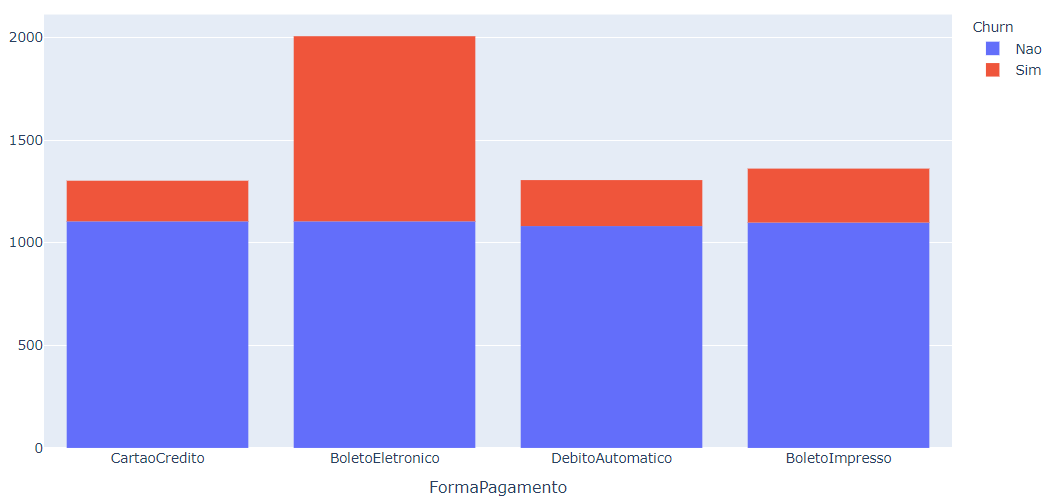 2000
1500
1000
500
0
CartaoCredito
BoletoEletronico
DebitoAutomatico
BoletoImpresso
FormaPagamento
Churn
Nao
Sim